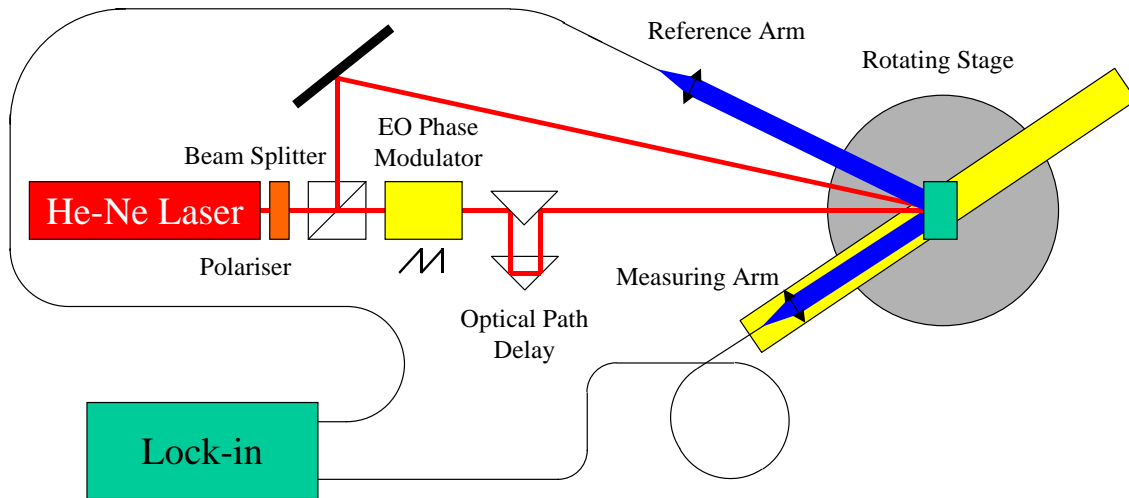 Reference Arm
Rotating Stage
EO Phase
Modulator
Beam Splitter
He-Ne Laser
Polariser
Measuring Arm
Optical Path
Delay
Lock-in